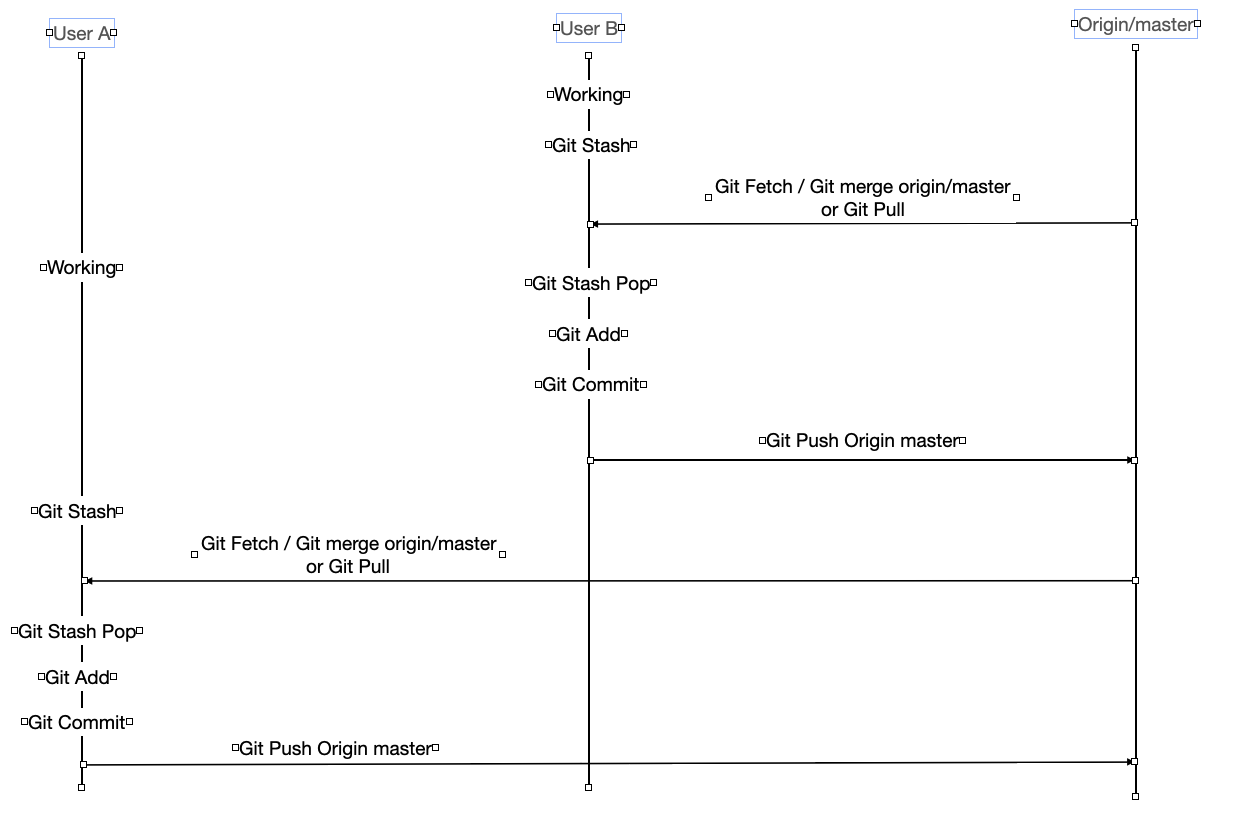 User A
User B
Origin/master
Working
Git Stash
Git Fetch / Git merge origin/master
or Git Pull
Working
Git Stash Pop
Git Add
Git Commit
Git Push Origin master
Git Stash
Git Fetch / Git merge origin/master
or Git Pull
Git Stash Pop
Git Add
Git Commit
Git Push Origin master